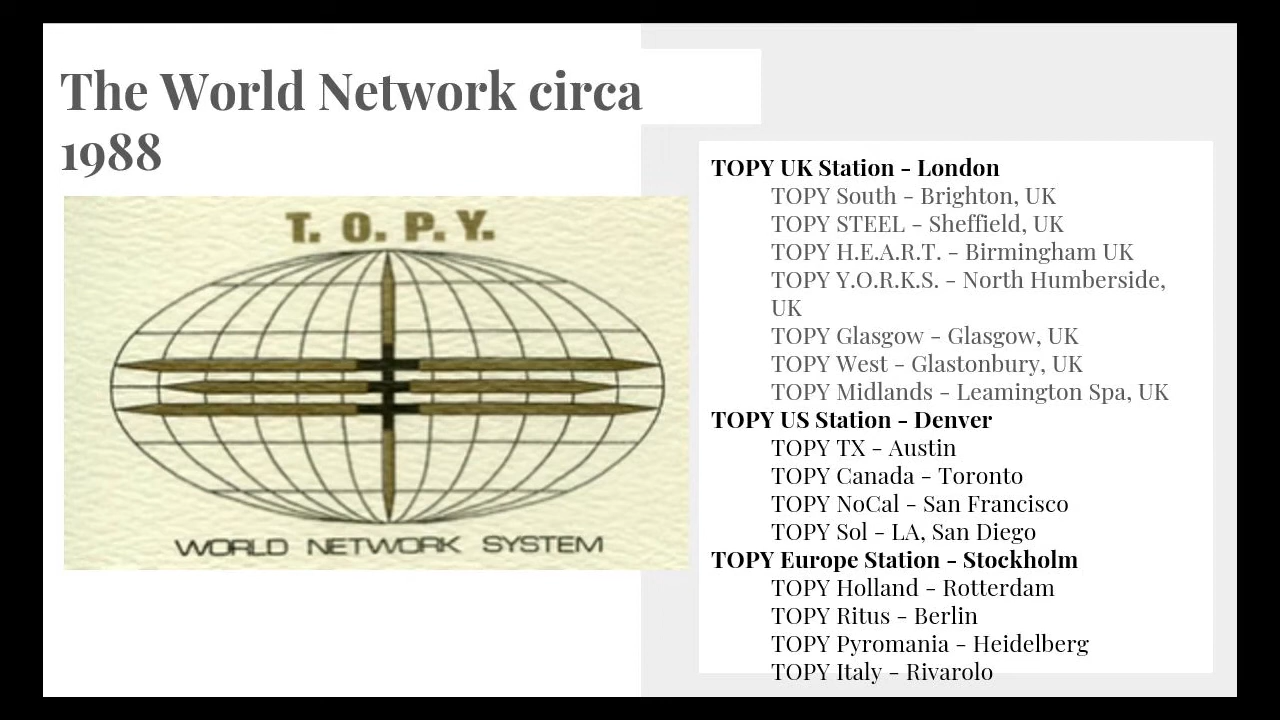 The World Network circa
1988
T. O. P. Y.
WORLD NETWORK SYSTEM
TOPY UK Station - London
TOPY South - Brighton, UK
TOPY STEEL - Sheffield, UK
TOPY H.E.A.R.T. - Birmingham UK
TOPY Y.O.R.K.S. - North Humberside,
UK
TOPY Glasgow - Glasgow, UK
TOPY West - Glastonbury, UK
TOPY Midlands - Leamington Spa, UK
TOPY US Station - Denver
TOPY TX - Austin
TOPY Canada - Toronto
TOPY NoCal - San Francisco
TOPY Sol - LA, San Diego
TOPY Europe Station - Stockholm
TOPY Holland - Rotterdam
TOPY Ritus - Berlin
TOPY Pyromania - Heidelberg
TOPY Italy - Rivarolo